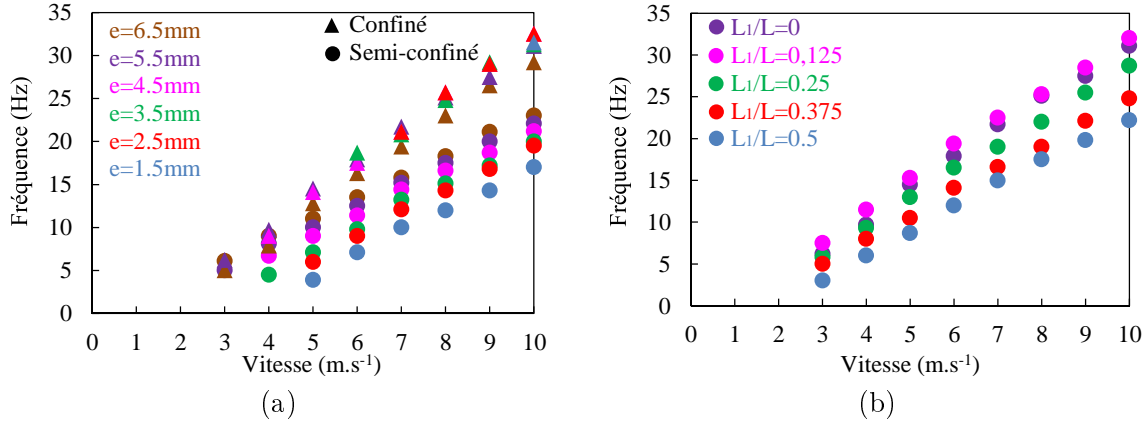 35
30
25
20
15
10
5
0
Fréquence (Hz)
e=6.5mm
e=5.5mm
e=4.5mm
e=3.5mm
e=2.5mm
e=1.5mm
Confiné
Semi-confiné
0 1 2 3 4 5 6 7 8 9 10
Vitesse (m.s⁻¹)
(a)
35
30
25
20
15
10
5
0
Fréquence (Hz)
L₁/L=0
L₁/L=0,125
L₁/L=0.25
L₁/L=0.375
L₁/L=0.5
0 1 2 3 4 5 6 7 8 9 10
Vitesse (m.s⁻¹)
(b)